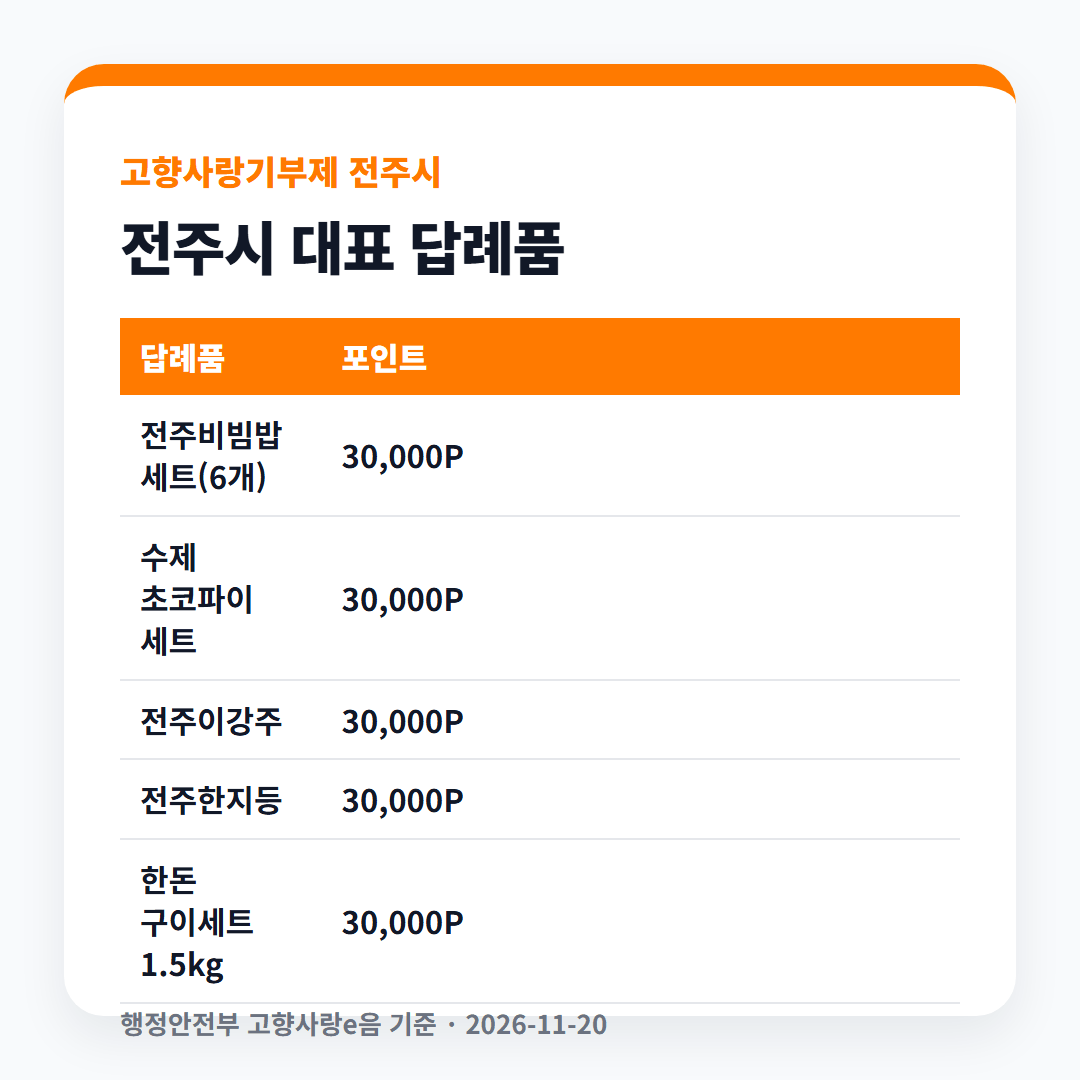 고향사랑기부제 전주시
전주시 대표 답례품
답례품 포인트
전주비빔밥
세트(6개)
30,000P
수제
초코파이
세트
30,000P
전주이강주 30,000P
전주한지등 30,000P
한돈
구이세트
1.5kg
30,000P
행정안전부 고향사랑e음 기준 · 2026-11-20